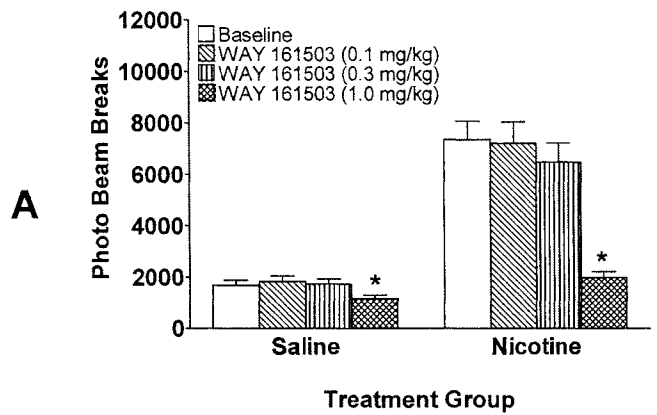 A
Photo Beam Breaks
12000
10000
8000
6000
4000
2000
0
Baseline
WAY 161503 (0.1 mg/kg)
WAY 161503 (0.3 mg/kg)
WAY 161503 (1.0 mg/kg)
*
*
Saline
Nicotine
Treatment Group